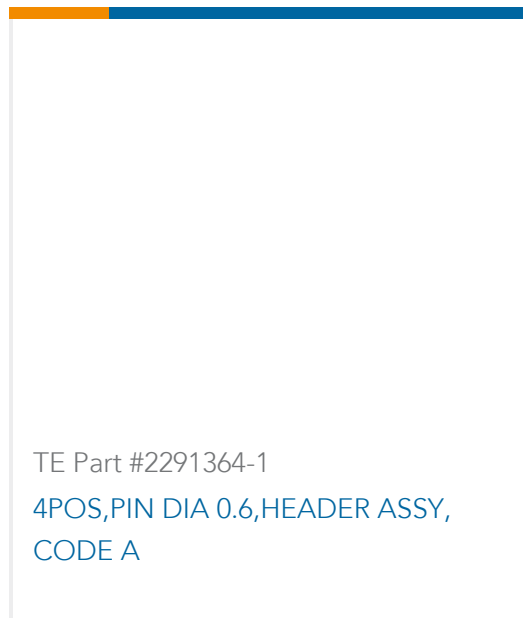 TE Part #2291364-1
4POS,PIN DIA 0.6,HEADER ASSY,
CODE A